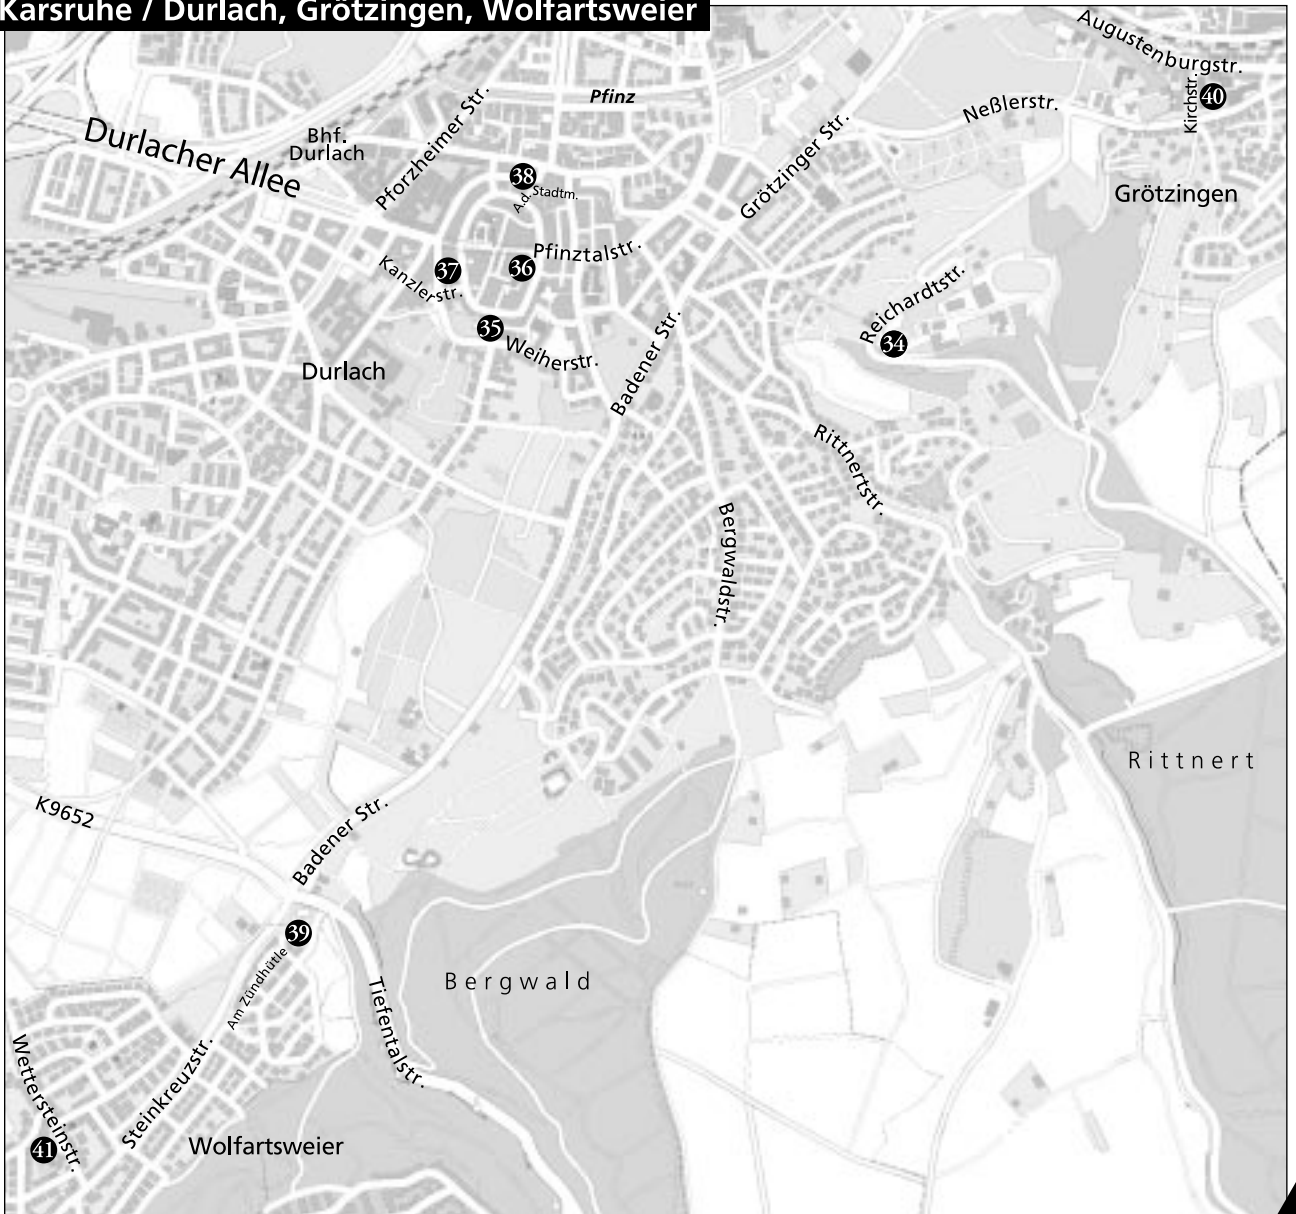 Karsruhe / Durlach, Grötzingen, Wolfartsweier
Augustenburgstr.
Pfinz
Neßlerstr.
Kirchstr.
40
Durlacher Allee
Bhf.
Durlach
Pforzheimer Str.
Grötzinger Str.
38
A.d. Stadtm.
Grötzingen
Pfinztalstr.
36
37
Kanzlerstr.
Reichardtstr.
34
35
Weiherstr.
Badener Str.
Durlach
Rittnertstr.
Bergwaldstr.
Rittnert
K9652
Badener Str.
39
Am Zündhütle
Bergwald
Tiefentalstr.
Wettersteinstr.
Steinkreuzstr.
41
Wolfartsweier